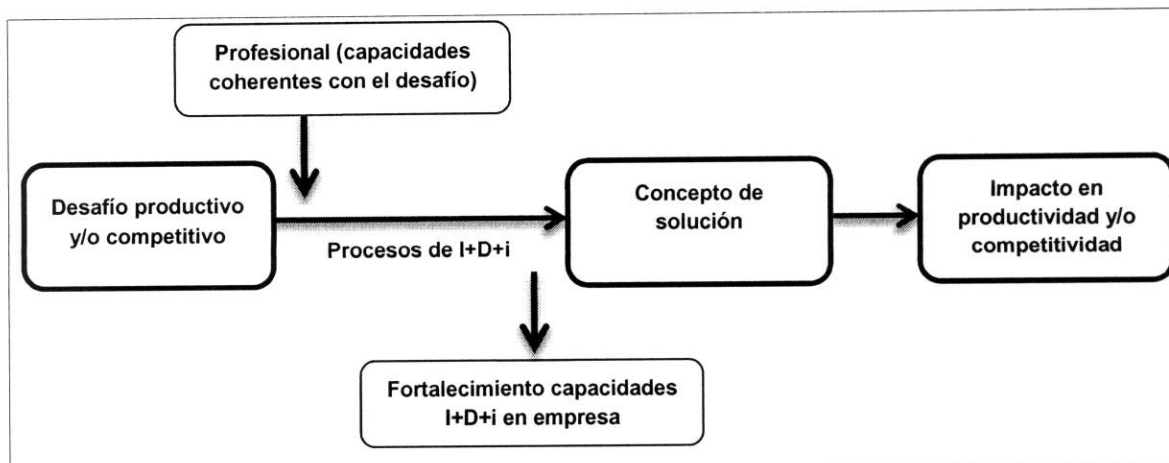 Profesional (capacidades
coherentes con el desafío)
Desafío productivo
y/o competitivo
Procesos de I+D+i
Concepto de
solución
Impacto en
productividad y/o
competitividad
Fortalecimiento capacidades
I+D+i en empresa